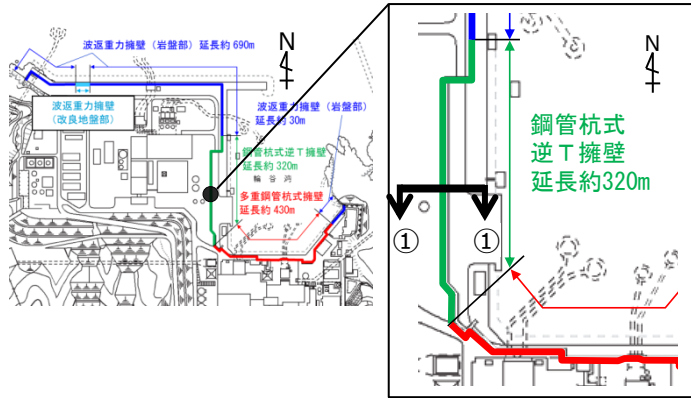 波返重力擁壁（岩盤部）延長約690m
N
波返重力擁壁
（改良地盤部）
波返重力擁壁（岩盤部）
延長約30m
鋼管杭式逆Ｔ擁壁
延長約320m
輪谷湾
多重鋼管杭式擁壁
延長約430m
N
鋼管杭式
逆Ｔ擁壁
延長約320m
① ①